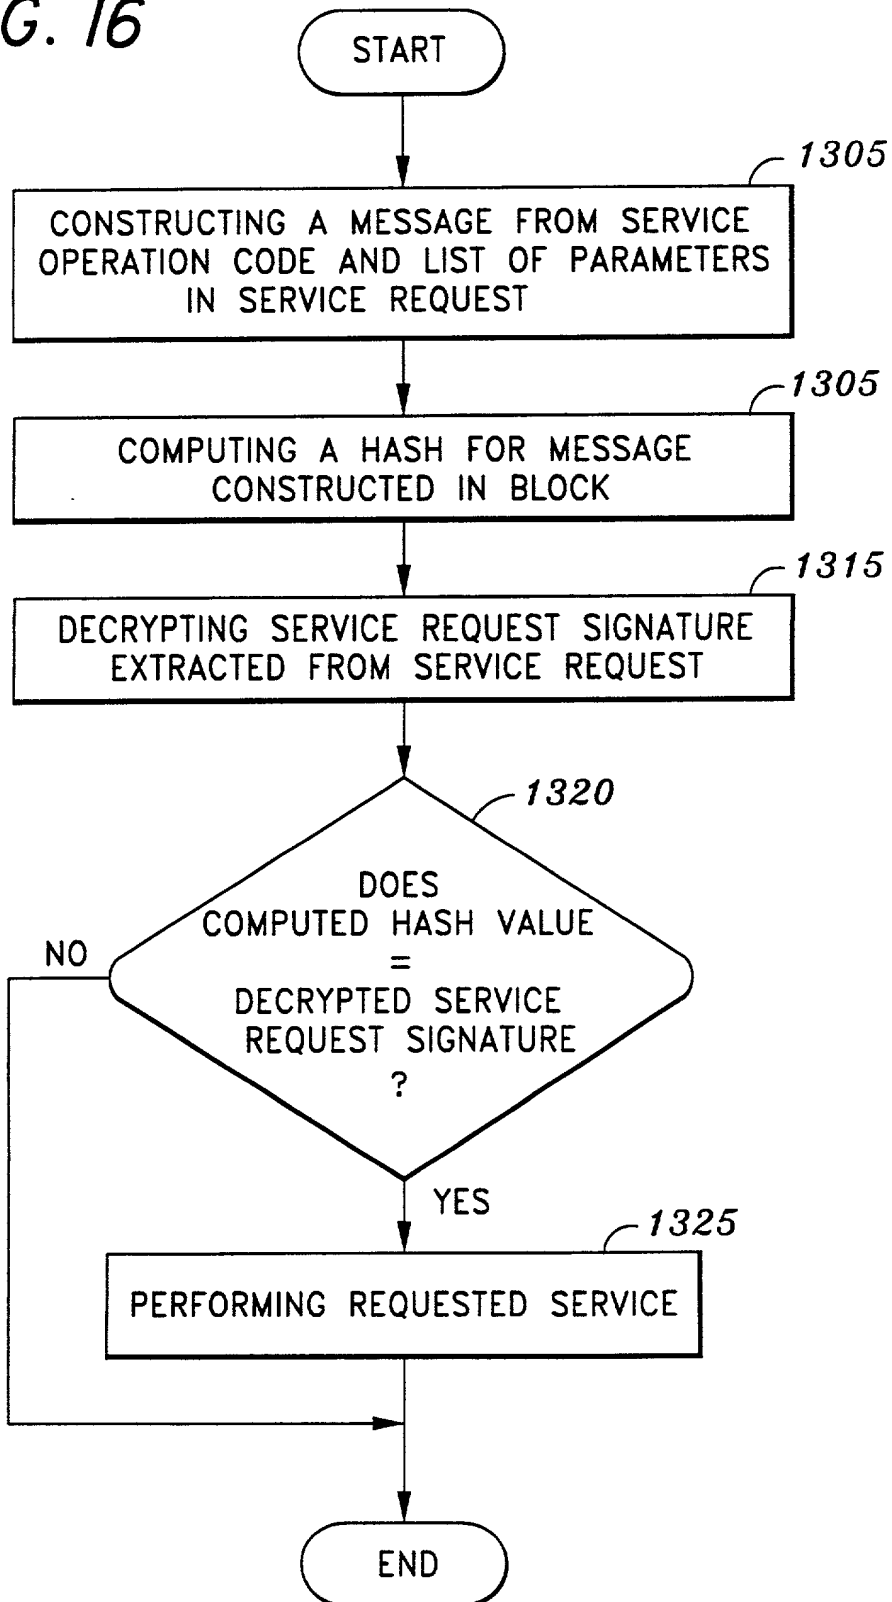 G. 16
START
1305
CONSTRUCTING A MESSAGE FROM SERVICE
OPERATION CODE AND LIST OF PARAMETERS
IN SERVICE REQUEST
1305
COMPUTING A HASH FOR MESSAGE
CONSTRUCTED IN BLOCK
1315
DECRYPTING SERVICE REQUEST SIGNATURE
EXTRACTED FROM SERVICE REQUEST
1320
DOES
COMPUTED HASH VALUE
=
DECRYPTED SERVICE
REQUEST SIGNATURE
?
NO
YES
1325
PERFORMING REQUESTED SERVICE
END